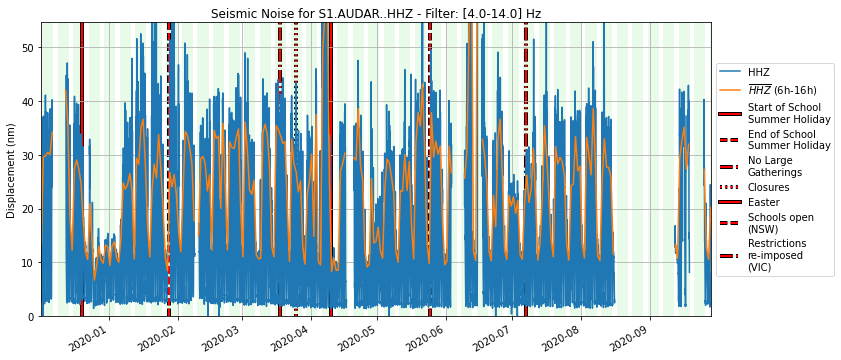 Seismic Noise for S1.AUDAR..HHZ - Filter: [4.0-14.0] Hz
Displacement (nm)
50
40
30
20
10
0
2020-01
2020-02
2020-03
2020-04
2020-05
2020-06
2020-07
2020-08
2020-09
HHZ
HHZ (6h-16h)
Start of School
Summer Holiday
End of School
Summer Holiday
No Large
Gatherings
Closures
Easter
Schools open
(NSW)
Restrictions
re-imposed
(VIC)